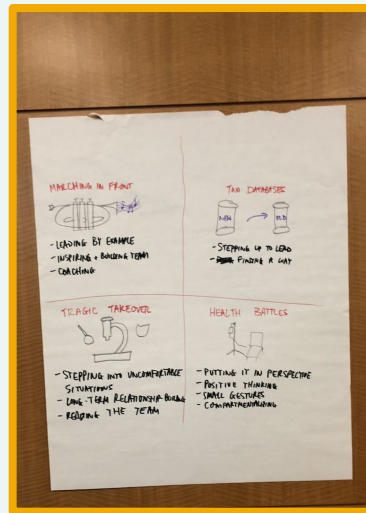 MARCHING IN FRONT
- LEADING BY EXAMPLE
- INSPIRING + BUILDING TEAM
- COACHING
TWO DATABASES
NEW
OLD
- STEPPING UP TO LEAD
- FINDING A WAY
TRAGIC TAKEOVER
- STEPPING INTO UNCOMFORTABLE
SITUATIONS
- LONG-TERM RELATIONSHIP
- READING THE TEAM
HEALTH BATTLES
- PUTTING IT IN PERSPECTIVE
- POSITIVE THINKING
- SMALL GESTURES
- COMPARTMENTALISING